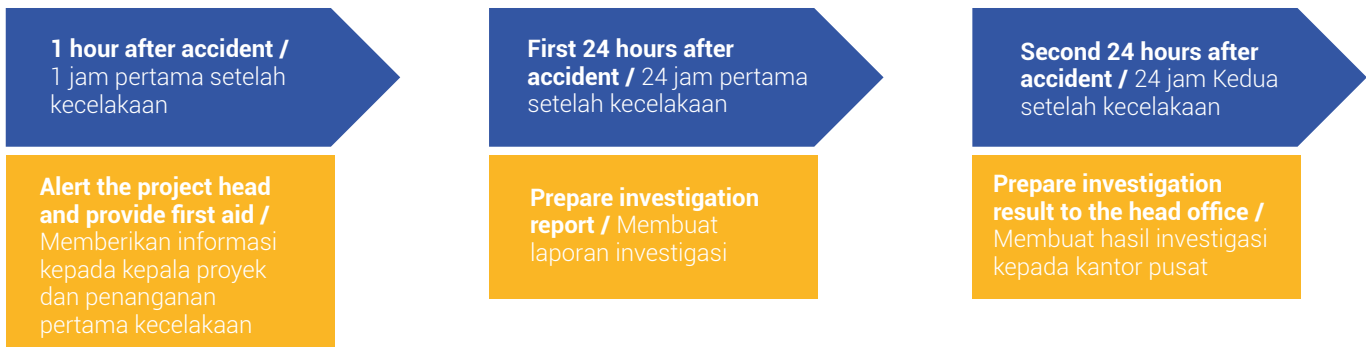 1 hour after accident /
1 jam pertama setelah
kecelakaan
Alert the project head
and provide first aid /
Memberikan informasi
kepada kepala proyek
dan penanganan
pertama kecelakaan
First 24 hours after
accident / 24 jam pertama
setelah kecelakaan
Prepare investigation
report / Membuat
laporan investigasi
Second 24 hours after
accident / 24 jam Kedua
setelah kecelakaan
Prepare investigation
result to the head office /
Membuat hasil investigasi
kepada kantor pusat